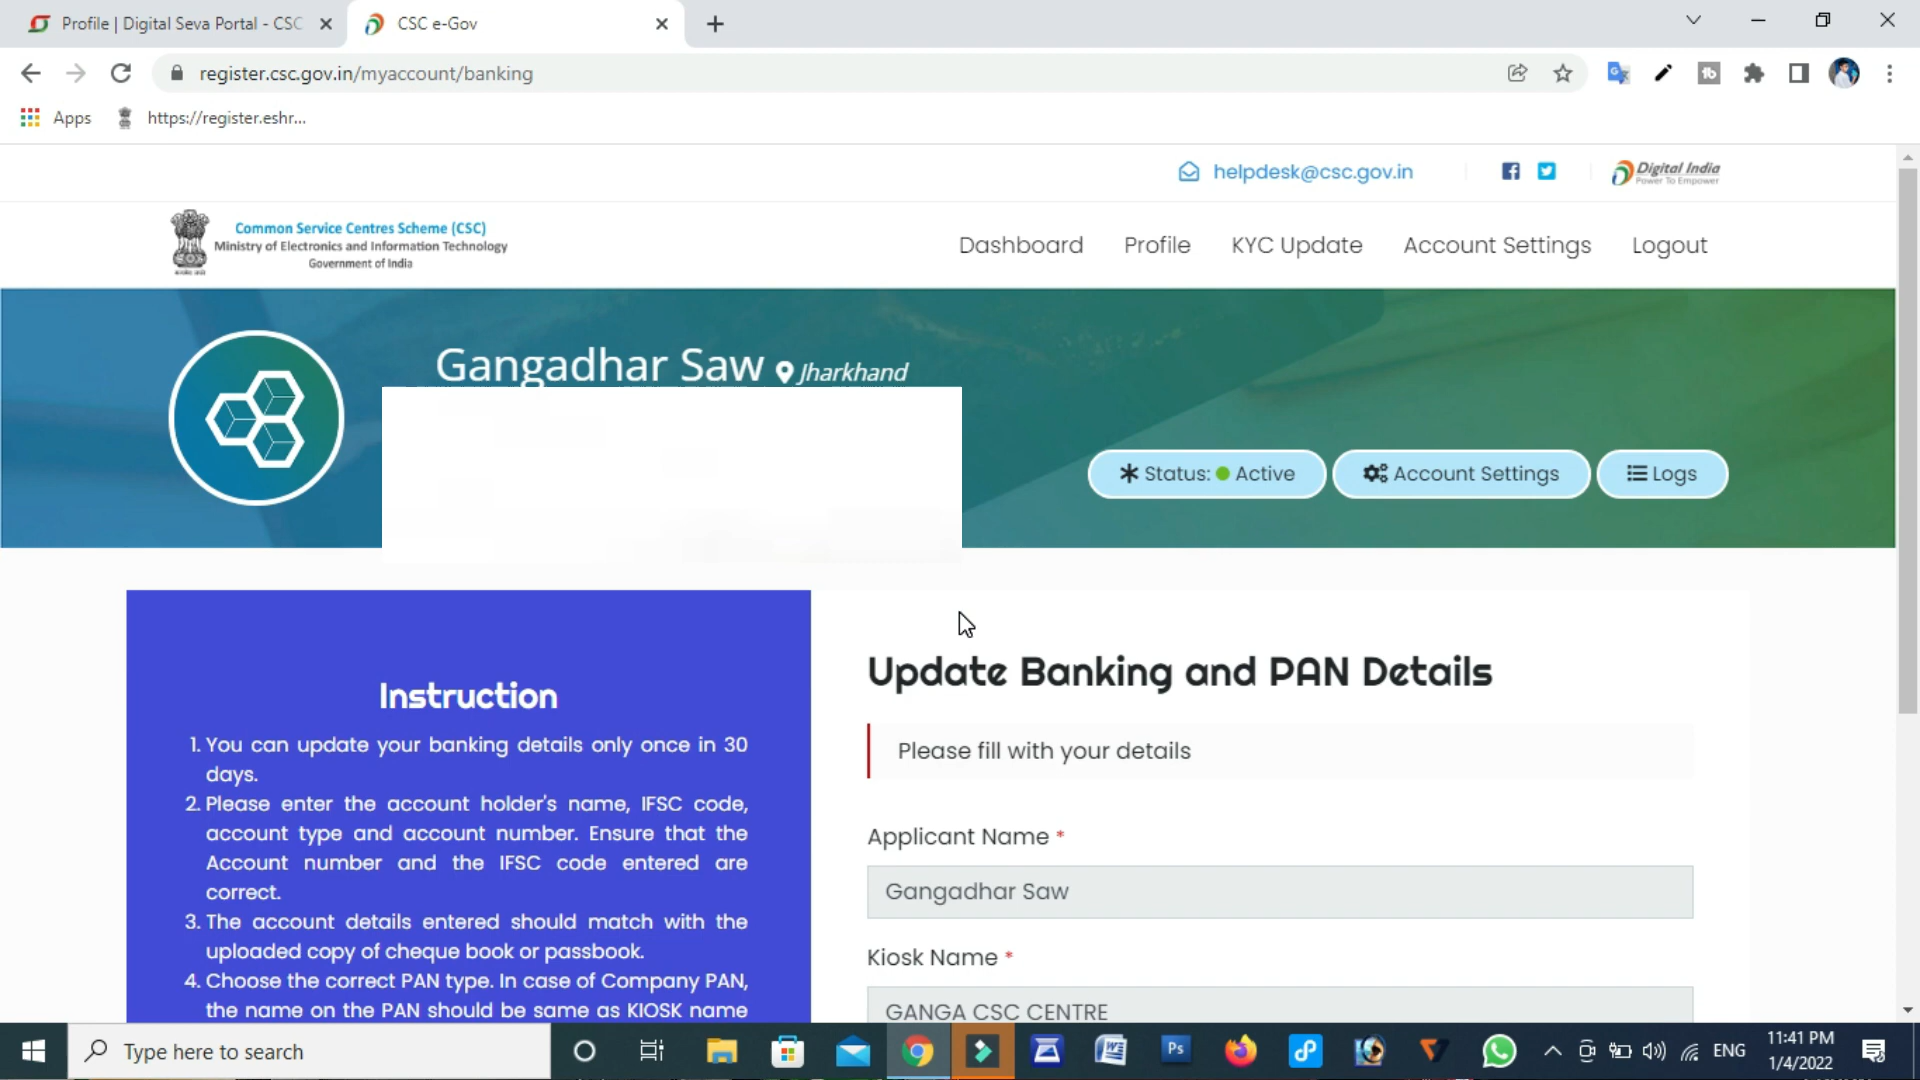 Profile | Digital Seva Portal - CSC
CSC e-Gov
register.csc.gov.in/myaccount/banking
Apps
https://register.eshr...
helpdesk@csc.gov.in
Digital India
Power To Empower
Common Service Centres Scheme (CSC)
Ministry of Electronics and Information Technology
Government of India
Dashboard Profile KYC Update Account Settings Logout
Gangadhar Saw Jharkhand
Status: Active
Account Settings
Logs
Instruction
1. You can update your banking details only once in 30
days.
2. Please enter the account holder's name, IFSC code,
account type and account number. Ensure that the
Account number and the IFSC code entered are
correct.
3. The account details entered should match with the
uploaded copy of cheque book or passbook.
4. Choose the correct PAN type. In case of Company PAN,
the name on the PAN should be same as KIOSK name
Update Banking and PAN Details
Please fill with your details
Applicant Name *
Gangadhar Saw
Kiosk Name *
GANGA CSC CENTRE
Type here to search
Ps
ENG
11:41 PM
1/4/2022